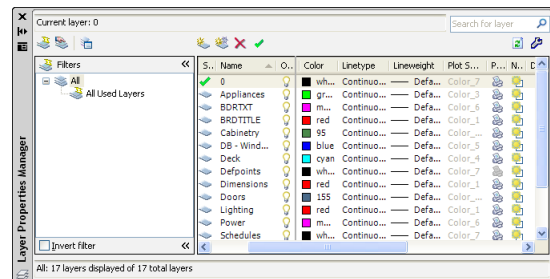 Current layer: 0
Search for layer
Filters
All
All Used Layers
Invert filter
S.. Name O.. Color Linetype Lineweight Plot S... P... N.. D
0 wh... Continuo... Defa... Color_7
Appliances gr... Continuo... Defa... Color_3
BDRTXT m... Continuo... Defa... Color_6
BRDTITLE red Continuo... Defa... Color_1
Cabinetry 95 Continuo... Defa... Color_...
DB - Wind... blue Continuo... Defa... Color_5
Deck cyan Continuo... Defa... Color_4
Defpoints wh... Continuo... Defa... Color_7
Dimensions red Continuo... Defa... Color_1
Doors 155 Continuo... Defa... Color_...
Lighting red Continuo... Defa... Color_1
Power m... Continuo... Defa... Color_6
Schedules wh... Continuo... Defa... Color_7
Layer Properties Manager
All: 17 layers displayed of 17 total layers